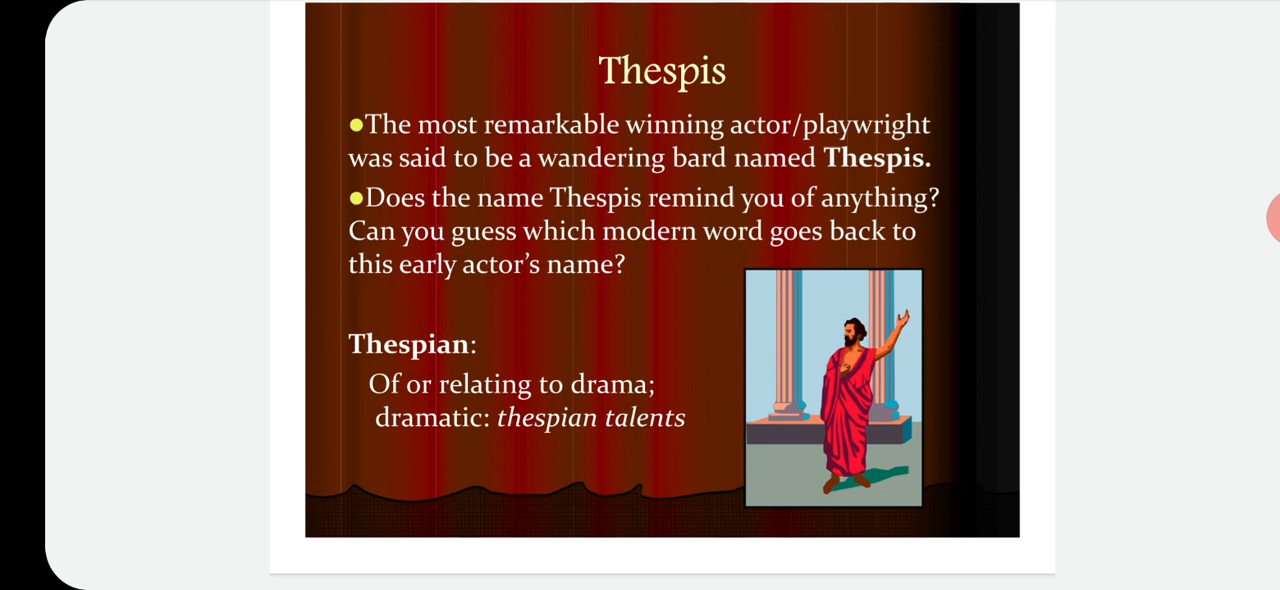 Thespis
●The most remarkable winning actor/playwright
was said to be a wandering bard named Thespis.
●Does the name Thespis remind you of anything?
Can you guess which modern word goes back to
this early actor’s name?
Thespian:
Of or relating to drama;
dramatic: thespian talents